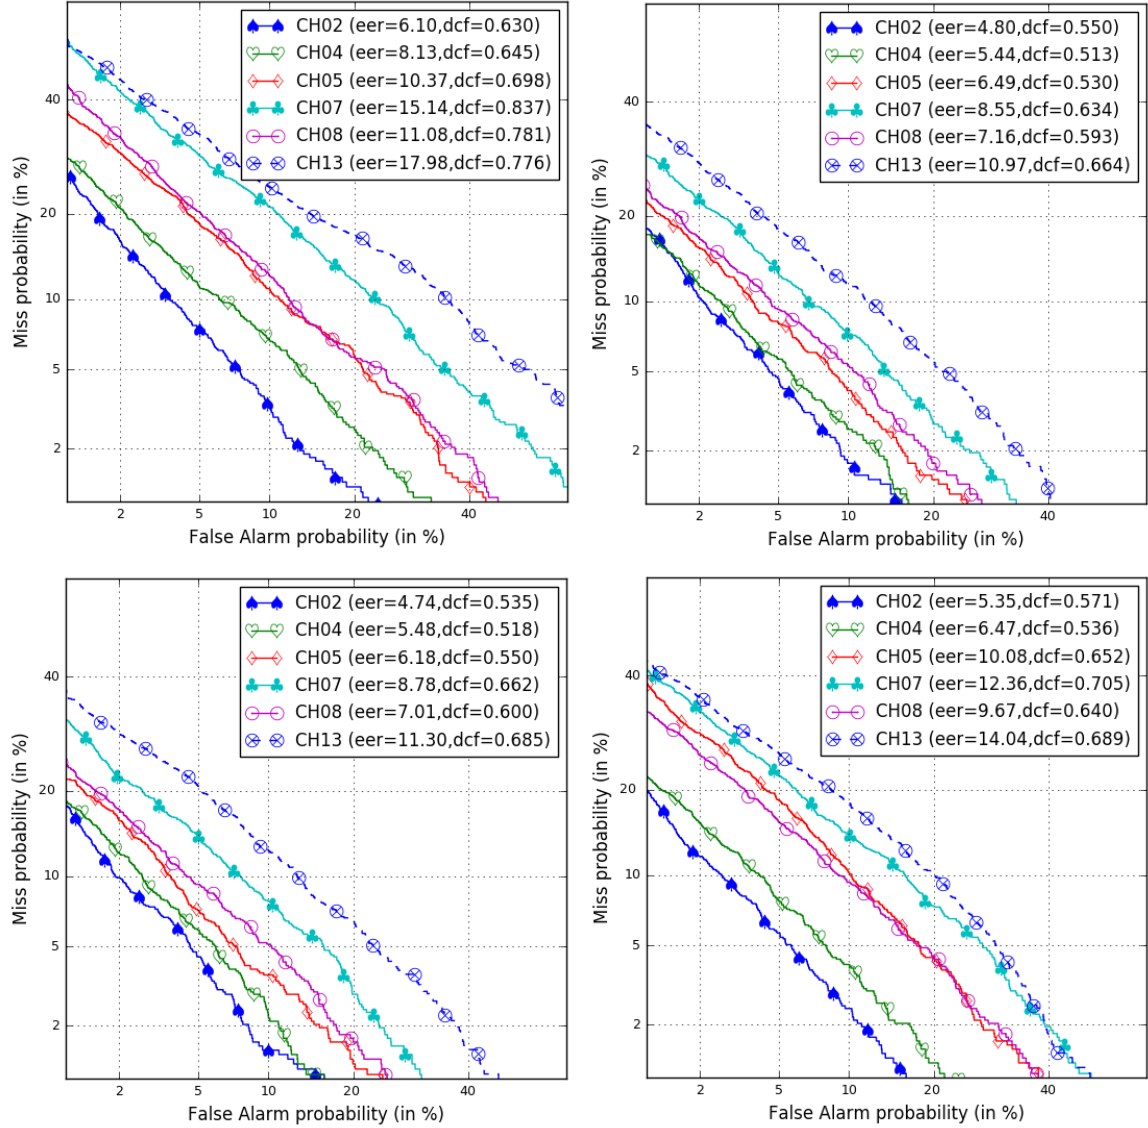 CH02 (eer=6.10,dcf=0.630)
CH04 (eer=8.13,dcf=0.645)
CH05 (eer=10.37,dcf=0.698)
CH07 (eer=15.14,dcf=0.837)
CH08 (eer=11.08,dcf=0.781)
CH13 (eer=17.98,dcf=0.776)
40
20
10
5
2
Miss probability (in %)
2 5 10 20 40
False Alarm probability (in %)
CH02 (eer=4.80,dcf=0.550)
CH04 (eer=5.44,dcf=0.513)
CH05 (eer=6.49,dcf=0.530)
CH07 (eer=8.55,dcf=0.634)
CH08 (eer=7.16,dcf=0.593)
CH13 (eer=10.97,dcf=0.664)
40
20
10
5
2
Miss probability (in %)
2 5 10 20 40
False Alarm probability (in %)
CH02 (eer=4.74,dcf=0.535)
CH04 (eer=5.48,dcf=0.518)
CH05 (eer=6.18,dcf=0.550)
CH07 (eer=8.78,dcf=0.662)
CH08 (eer=7.01,dcf=0.600)
CH13 (eer=11.30,dcf=0.685)
40
20
10
5
2
Miss probability (in %)
2 5 10 20 40
False Alarm probability (in %)
CH02 (eer=5.35,dcf=0.571)
CH04 (eer=6.47,dcf=0.536)
CH05 (eer=10.08,dcf=0.652)
CH07 (eer=12.36,dcf=0.705)
CH08 (eer=9.67,dcf=0.640)
CH13 (eer=14.04,dcf=0.689)
40
20
10
5
2
Miss probability (in %)
2 5 10 20 40
False Alarm probability (in %)